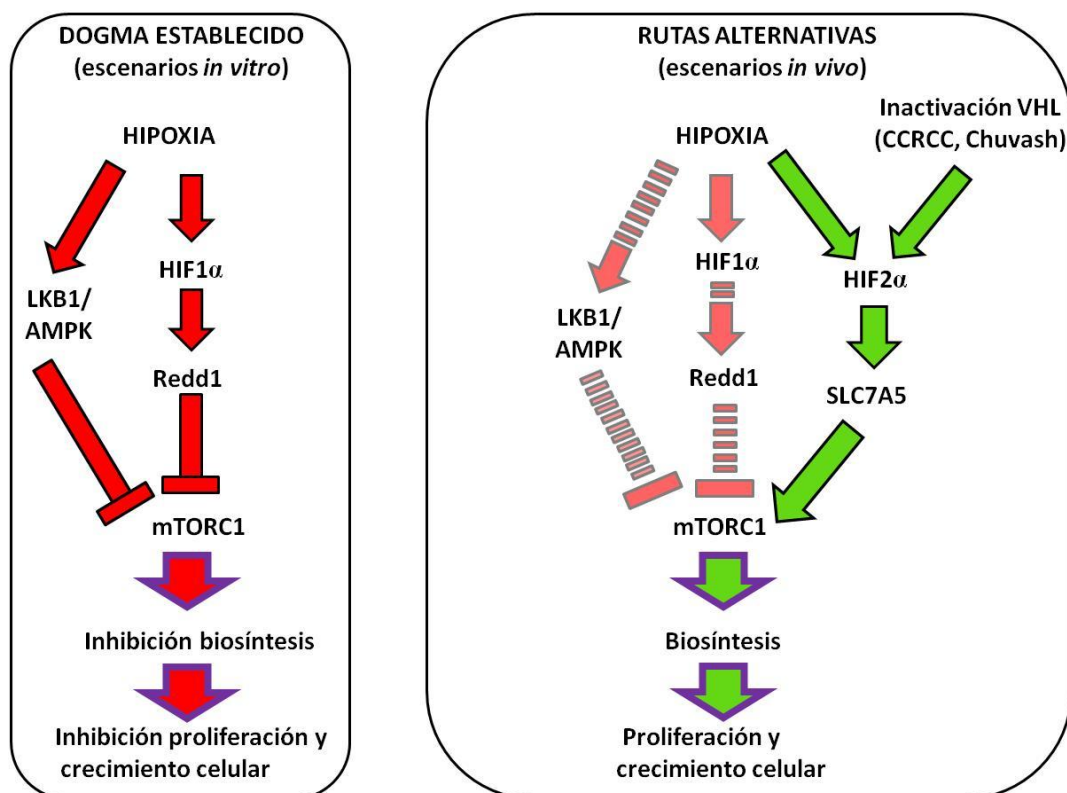 DOGMA ESTABLECIDO
(escenarios in vitro)
HIPOXIA
HIF1α
LKB1/
AMPK
Redd1
mTORC1
Inhibición biosíntesis
Inhibición proliferación y
crecimiento celular
RUTAS ALTERNATIVAS
(escenarios in vivo)
Inactivación VHL
(CCRCC, Chuvash)
HIPOXIA
HIF1α
HIF2α
LKB1/
AMPK
Redd1
SLC7A5
mTORC1
Biosíntesis
Proliferación y
crecimiento celular